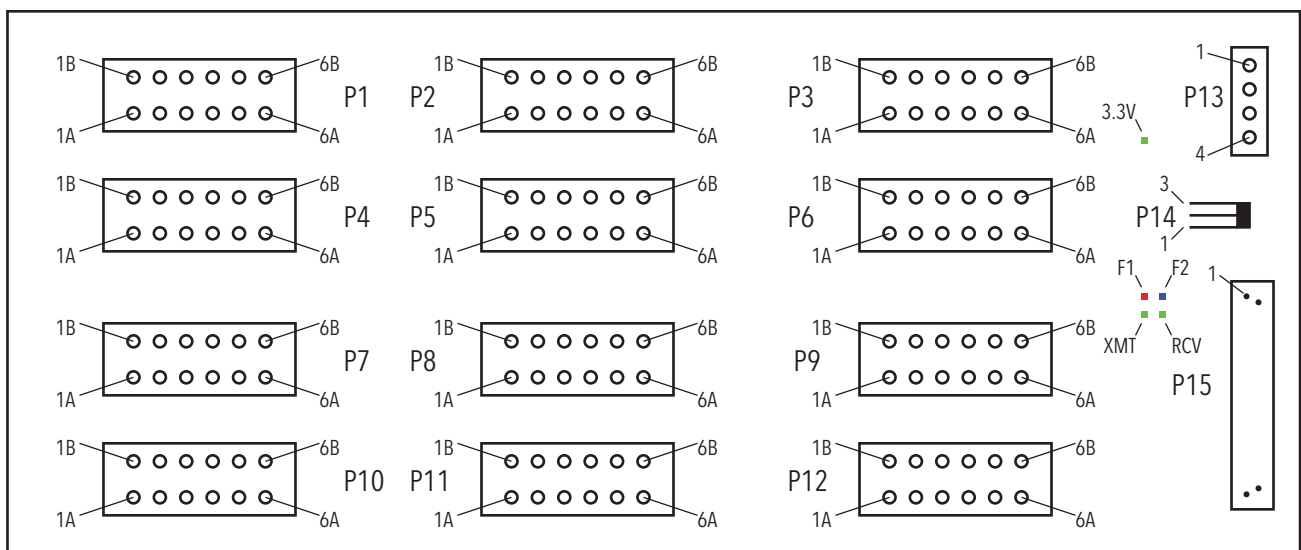 1B 6B 1B 6B 1B 6B 1
P1 P2 P3 P13
3.3V
1A 6A 1A 6A 1A 6A 4
1B 6B 1B 6B 1B 6B 3
P4 P5 P6 P14
1A 6A 1A 6A 1A 6A 1
F1 F2 1
1B 6B 1B 6B 1B 6B
XMT RCV
P7 P8 P9 P15
1A 6A 1A 6A 1A 6A
1B 6B 1B 6B 1B 6B
P10 P11 P12
1A 6A 1A 6A 1A 6A